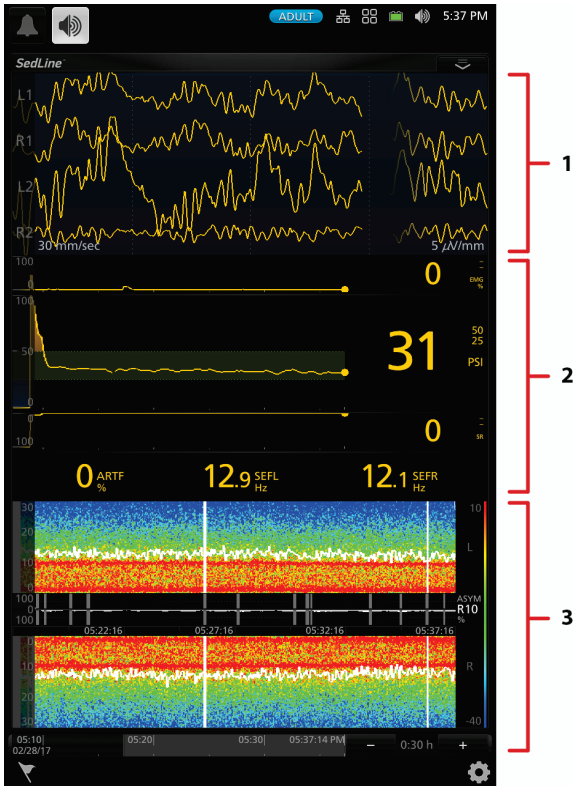 ADULT 5:37 PM
SedLine
L1
R1
L2
R2
30 mm/sec 5 µV/mm
1
100
0
0 EMG %
100
50
0
31
50
25
PSI
2
0
100
0 SR
0 ARTF % 12.9 SEFL Hz 12.1 SEFR Hz
30
20
10
0
10
L
100
0
100
ASYM
R10
%
05:22:16 05:27:16 05:32:16 05:37:16
3
0
10
20
30
R
-40
05:10 05:20 05:30 05:37:14 PM − 0:30 h +
02/28/17